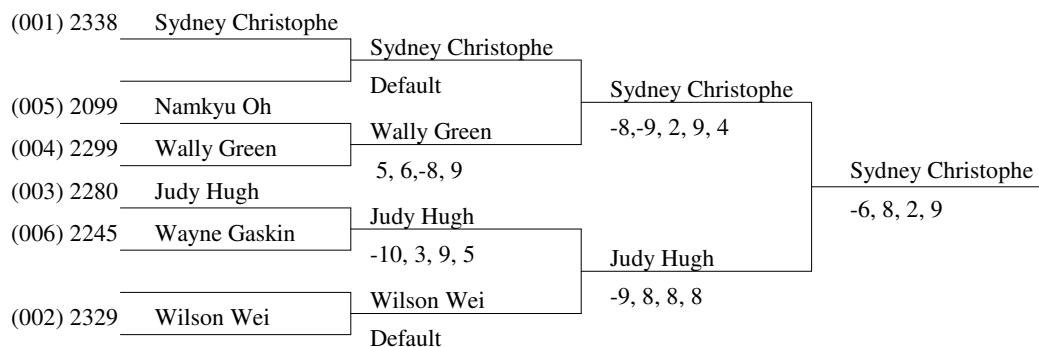 (001) 2338 Sydney Christophe
Sydney Christophe
Default
Sydney Christophe
-8,-9, 2, 9, 4
(005) 2099 Namkyu Oh
Wally Green
(004) 2299 Wally Green
5, 6,-8, 9
Sydney Christophe
-6, 8, 2, 9
(003) 2280 Judy Hugh
Judy Hugh
(006) 2245 Wayne Gaskin
-10, 3, 9, 5
Judy Hugh
-9, 8, 8, 8
Wilson Wei
(002) 2329 Wilson Wei
Default